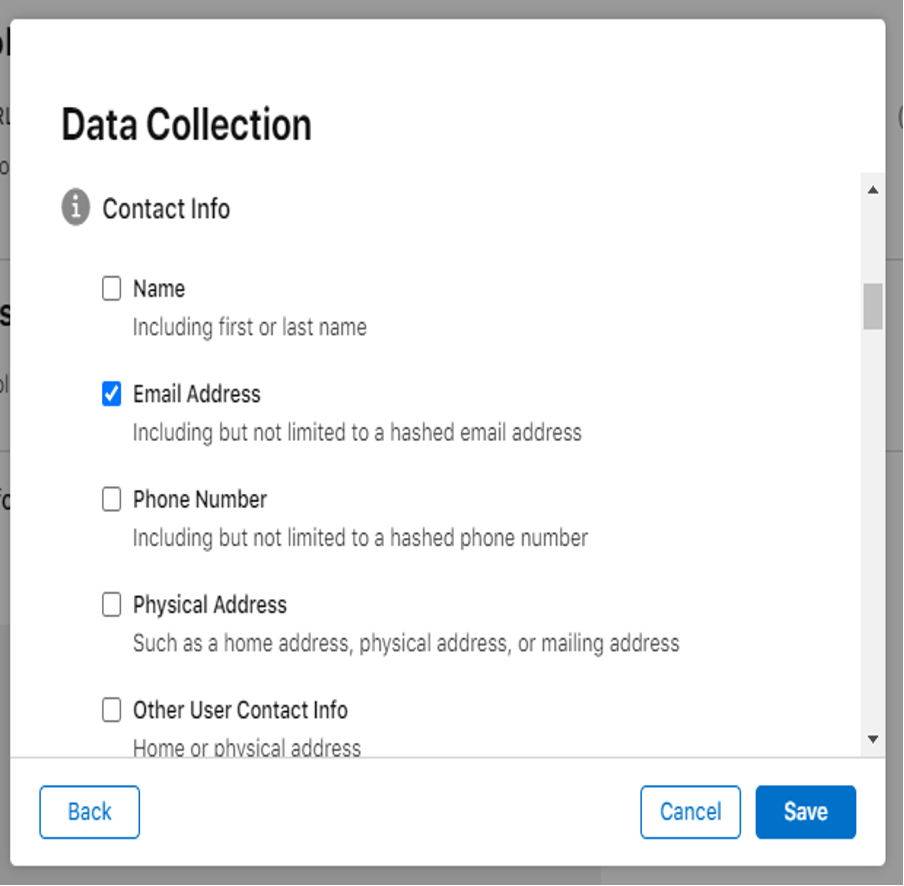 Data Collection
Contact Info
Name
Including first or last name
Email Address
Including but not limited to a hashed email address
Phone Number
Including but not limited to a hashed phone number
Physical Address
Such as a home address, physical address, or mailing address
Other User Contact Info
Home or physical address
Back
Cancel
Save